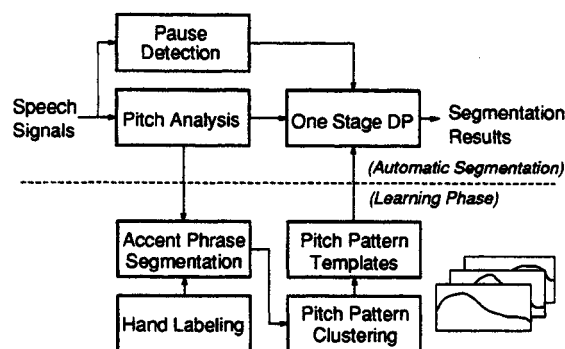 Pause
Detection
Speech
Signals
Pitch Analysis
One Stage DP
Segmentation
Results
(Automatic Segmentation)
(Learning Phase)
Accent Phrase
Segmentation
Pitch Pattern
Templates
Hand Labeling
Pitch Pattern
Clustering